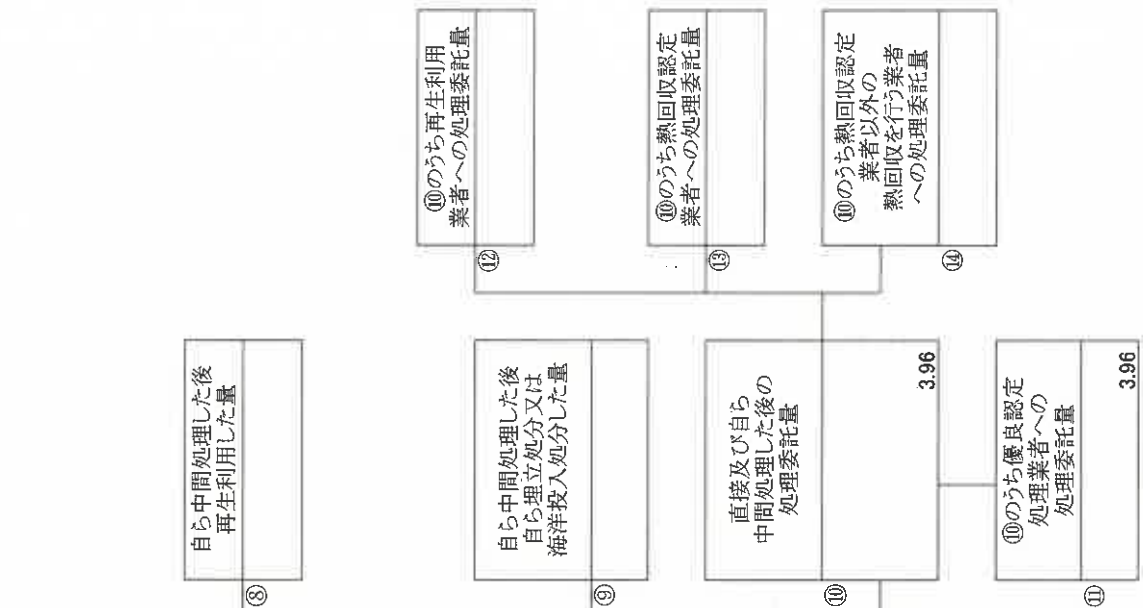 ⑧
自ら中間処理した後
再生利用した量
⑨
自ら中間処理した後
自ら埋立処分又は
海洋投入処分した量
⑩
直接及び自ら
中間処理した後の
処理委託量
3.96
⑪
⑩のうち優良認定
処理業者への
処理委託量
3.96
⑫
⑩のうち再生利用
業者への処理委託量
⑬
⑩のうち熱回収認定
業者への処理委託量
⑭
⑩のうち熱回収認定
業者以外の
熱回収を行う業者
への処理委託量